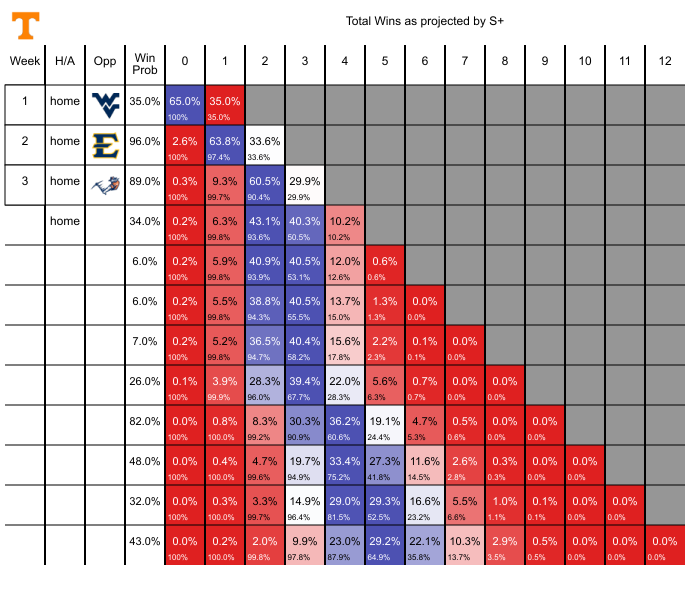 T
Total Wins as projected by S+
Week H/A Opp Win Prob 0 1 2 3 4 5 6 7 8 9 10 11 12
1 home WV 35.0% 65.0% 35.0%
100% 35.0%
2 home E 96.0% 2.6% 63.8% 33.6%
100% 97.4% 33.6%
3 home 89.0% 0.3% 9.3% 60.5% 29.9%
100% 99.7% 90.4% 29.9%
home 34.0% 0.2% 6.3% 43.1% 40.3% 10.2%
100% 99.8% 93.6% 50.5% 10.2%
6.0% 0.2% 5.9% 40.9% 40.5% 12.0% 0.6%
100% 99.8% 93.9% 53.1% 12.6% 0.6%
6.0% 0.2% 5.5% 38.8% 40.5% 13.7% 1.3% 0.0%
100% 99.8% 94.3% 55.5% 15.0% 1.3% 0.0%
7.0% 0.2% 5.2% 36.5% 40.4% 15.6% 2.2% 0.1% 0.0%
100% 99.8% 94.7% 58.2% 17.8% 2.3% 0.1% 0.0%
26.0% 0.1% 3.9% 28.3% 39.4% 22.0% 5.6% 0.7% 0.0% 0.0%
100% 99.9% 96.0% 67.7% 28.3% 6.3% 0.7% 0.0% 0.0%
82.0% 0.0% 0.8% 8.3% 30.3% 36.2% 19.1% 4.7% 0.5% 0.0% 0.0%
100% 100.0% 99.2% 90.9% 60.6% 24.4% 5.3% 0.6% 0.0% 0.0%
48.0% 0.0% 0.4% 4.7% 19.7% 33.4% 27.3% 11.6% 2.6% 0.3% 0.0% 0.0%
100% 100.0% 99.6% 94.9% 75.2% 41.8% 14.5% 2.8% 0.3% 0.0% 0.0%
32.0% 0.0% 0.3% 3.3% 14.9% 29.0% 29.3% 16.6% 5.5% 1.0% 0.1% 0.0% 0.0%
100% 100.0% 99.7% 96.4% 81.5% 52.5% 23.2% 6.6% 1.1% 0.1% 0.0% 0.0%
43.0% 0.0% 0.2% 2.0% 9.9% 23.0% 29.2% 22.1% 10.3% 2.9% 0.5% 0.0% 0.0% 0.0%
100% 100.0% 99.8% 97.8% 87.9% 64.9% 35.8% 13.7% 3.5% 0.5% 0.0% 0.0% 0.0%